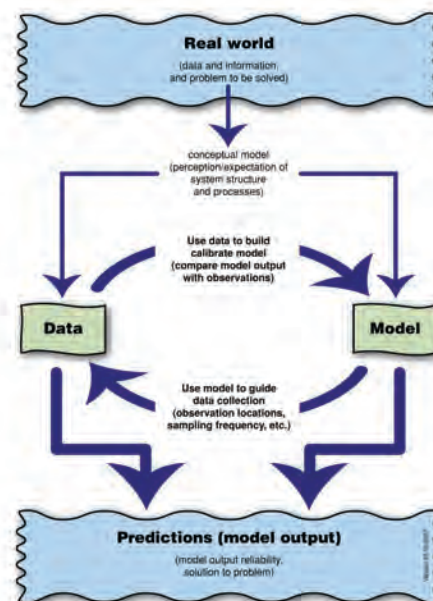 Real world
(data and information,
and problem to be solved)
conceptual model
(perception/expectation of
system structure
and processes)
Use data to build
calibrate model
(compare model output
with observations)
Data
Model
Use model to guide
data collection
(observation locations,
sampling frequency, etc.)
Predictions (model output)
(model output reliability,
solution to problem)